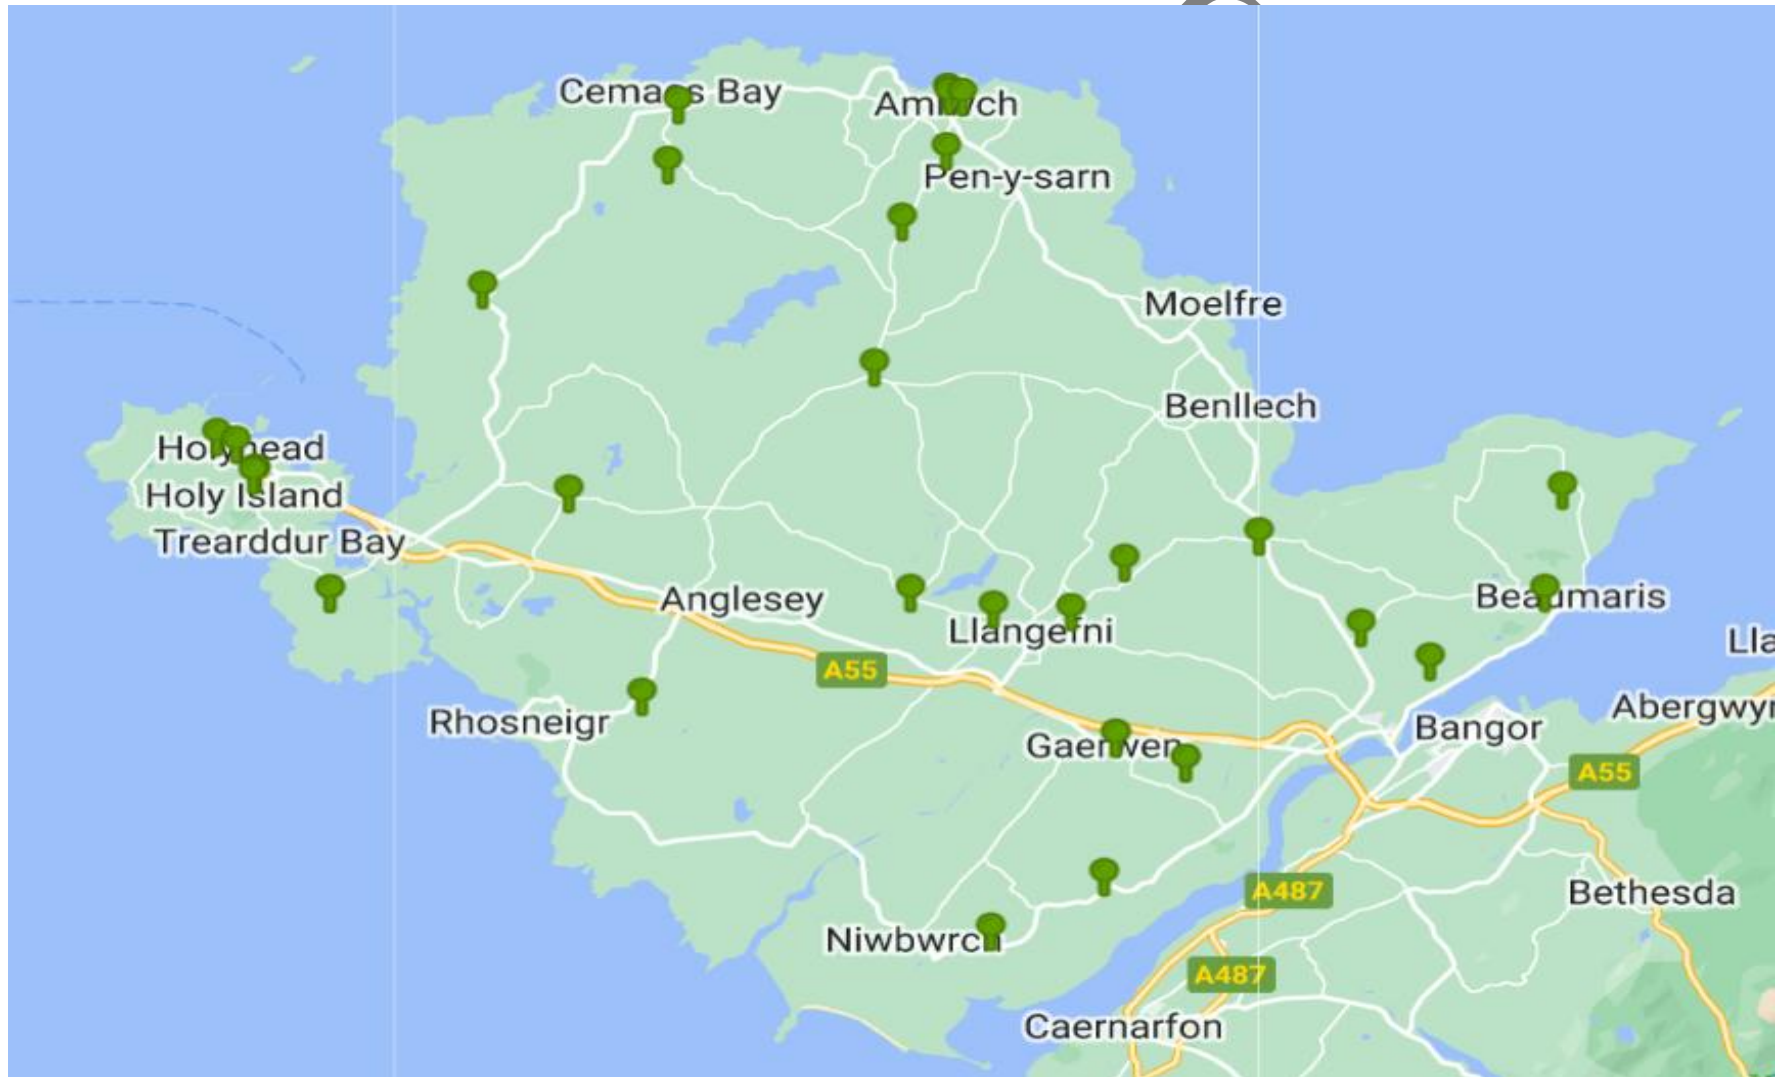 Cemaes Bay
Amlwch
Pen-y-sarn
Moelfre
Benllech
Holyhead
Holy Island
Trearddur Bay
Anglesey
Llangefni
Beaumaris
Lla
A55
Rhosneigr
Gaerwen
Bangor
Abergwyn
A55
A487
Bethesda
Niwbwrch
A487
Caernarfon